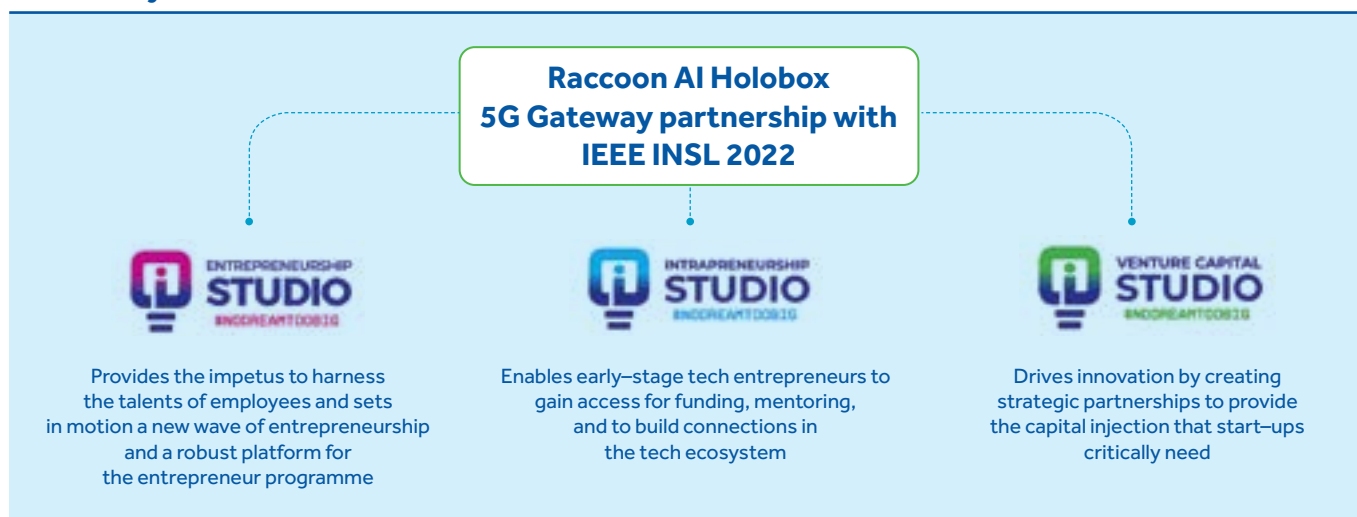 Raccoon AI Holobox
5G Gateway partnership with
IEEE INSL 2022
ENTREPRENEURSHIP
STUDIO
#NODREAMTOOBIG
Provides the impetus to harness
the talents of employees and sets
in motion a new wave of entrepreneurship
and a robust platform for
the entrepreneur programme
INTRAPRENEURSHIP
STUDIO
#NODREAMTOOBIG
Enables early–stage tech entrepreneurs to
gain access for funding, mentoring,
and to build connections in
the tech ecosystem
VENTURE CAPITAL
STUDIO
#NODREAMTOOBIG
Drives innovation by creating
strategic partnerships to provide
the capital injection that start–ups
critically need